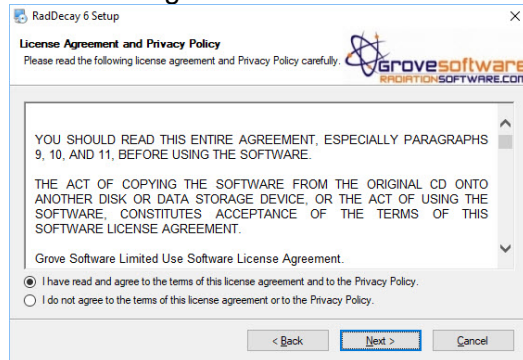 RadDecay 6 Setup
License Agreement and Privacy Policy
Please read the following license agreement and Privacy Policy carefully.
Grovesoftware
RADIATIONSOFTWARE.COM
YOU SHOULD READ THIS ENTIRE AGREEMENT, ESPECIALLY PARAGRAPHS
9, 10, AND 11, BEFORE USING THE SOFTWARE.
THE ACT OF COPYING THE SOFTWARE FROM THE ORIGINAL CD ONTO
ANOTHER DISK OR DATA STORAGE DEVICE, OR THE ACT OF USING THE
SOFTWARE, CONSTITUTES ACCEPTANCE OF THE TERMS OF THIS
SOFTWARE LICENSE AGREEMENT.
Grove Software Limited Use Software License Agreement.
I have read and agree to the terms of this license agreement and to the Privacy Policy.
I do not agree to the terms of this license agreement or to the Privacy Policy.
< Back
Next >
Cancel